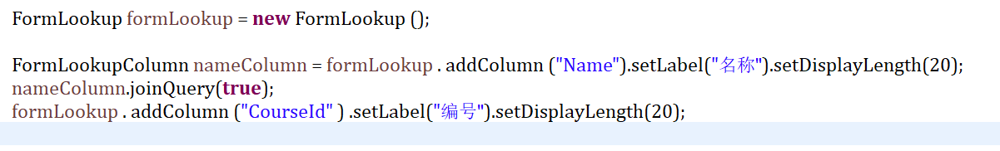 FormLookup formLookup = new FormLookup ();
FormLookupColumn nameColumn = formLookup . addColumn ("Name").setLabel("名称").setDisplayLength(20);
nameColumn.joinQuery(true);
formLookup . addColumn ("CourseId" ) .setLabel("编号").setDisplayLength(20);